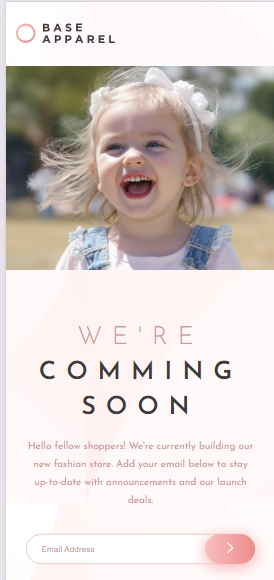 BASE
APPAREL
WE'RE
COMMING
SOON
Hello fellow shoppers! We're currently building our
new fashion store. Add your email below to stay
up-to-date with announcements and our launch
deals.
Email Address